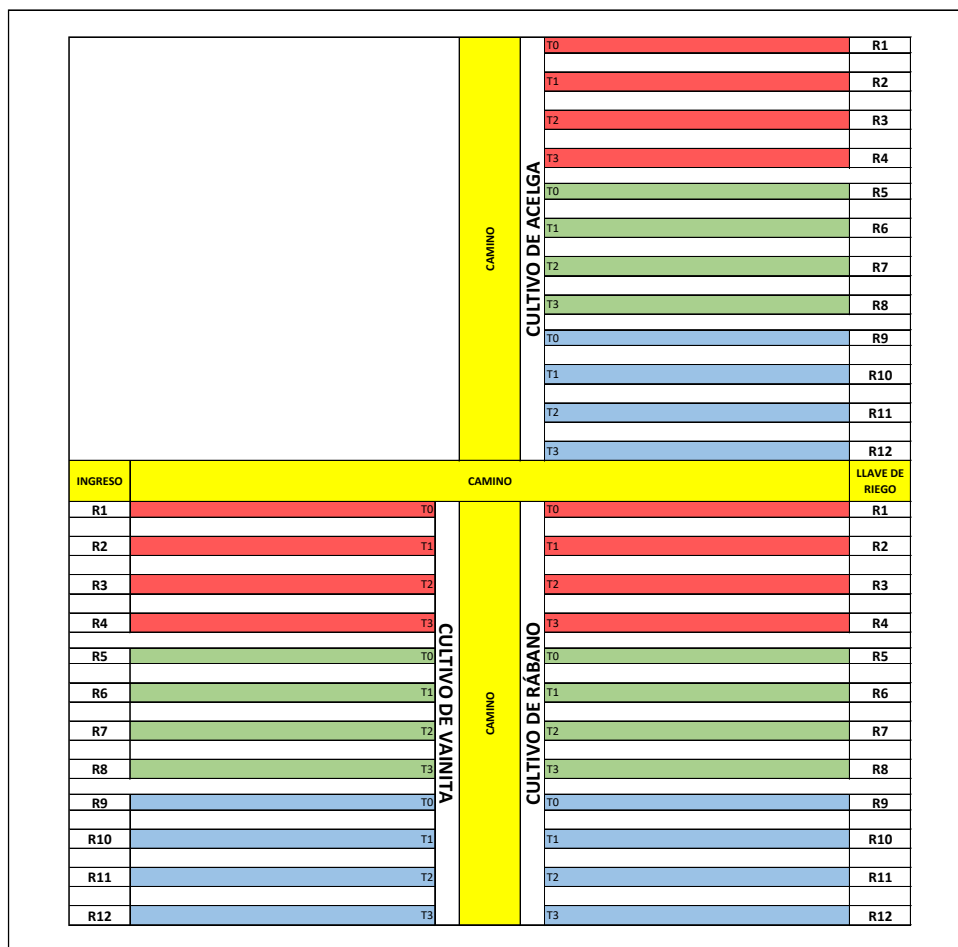 T0 R1
T1 R2
T2 R3
T3 R4
T0 R5
T1 R6
T2 R7
T3 R8
T0 R9
T1 R10
T2 R11
T3 R12
CAMINO
CULTIVO DE ACELGA
INGRESO
CAMINO
LLAVE DE
RIEGO
R1 T0
R2 T1
R3 T2
R4 T3
R5 T0
R6 T1
R7 T2
R8 T3
R9 T0
R10 T1
R11 T2
R12 T3
CULTIVO DE VAINITA
CAMINO
CULTIVO DE RÁBANO
T0 R1
T1 R2
T2 R3
T3 R4
T0 R5
T1 R6
T2 R7
T3 R8
T0 R9
T1 R10
T2 R11
T3 R12